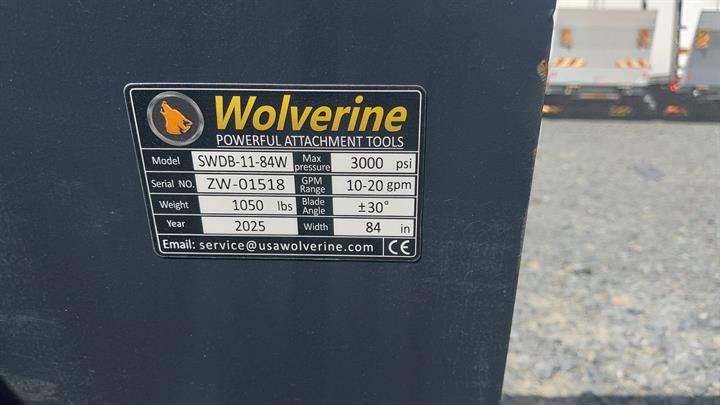 Wolverine
POWERFUL ATTACHMENT TOOLS
Model SWDB-11-84W Max pressure 3000 psi
Serial NO. ZW-01518 GPM Range 10-20 gpm
Weight 1050 lbs Blade Angle ±30°
Year 2025 Width 84 in
Email: service@usawolverine.com CE